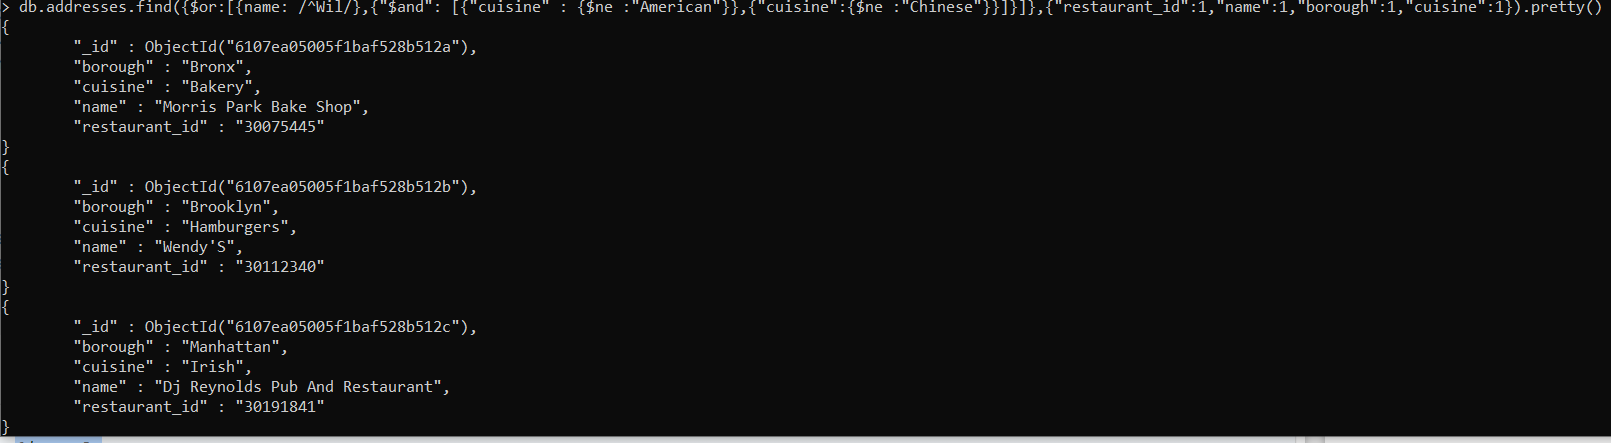 > db.addresses.find({$or:[{name: /^Wil/},{"$and": [{"cuisine" : {$ne :"American"}},{"cuisine":{$ne :"Chinese"}}]}]},{"restaurant_id":1,"name":1,"borough":1,"cuisine":1}).pretty()
{
"_id" : ObjectId("6107ea05005f1baf528b512a"),
"borough" : "Bronx",
"cuisine" : "Bakery",
"name" : "Morris Park Bake Shop",
"restaurant_id" : "30075445"
}
{
"_id" : ObjectId("6107ea05005f1baf528b512b"),
"borough" : "Brooklyn",
"cuisine" : "Hamburgers",
"name" : "Wendy'S",
"restaurant_id" : "30112340"
}
{
"_id" : ObjectId("6107ea05005f1baf528b512c"),
"borough" : "Manhattan",
"cuisine" : "Irish",
"name" : "Dj Reynolds Pub And Restaurant",
"restaurant_id" : "30191841"
}